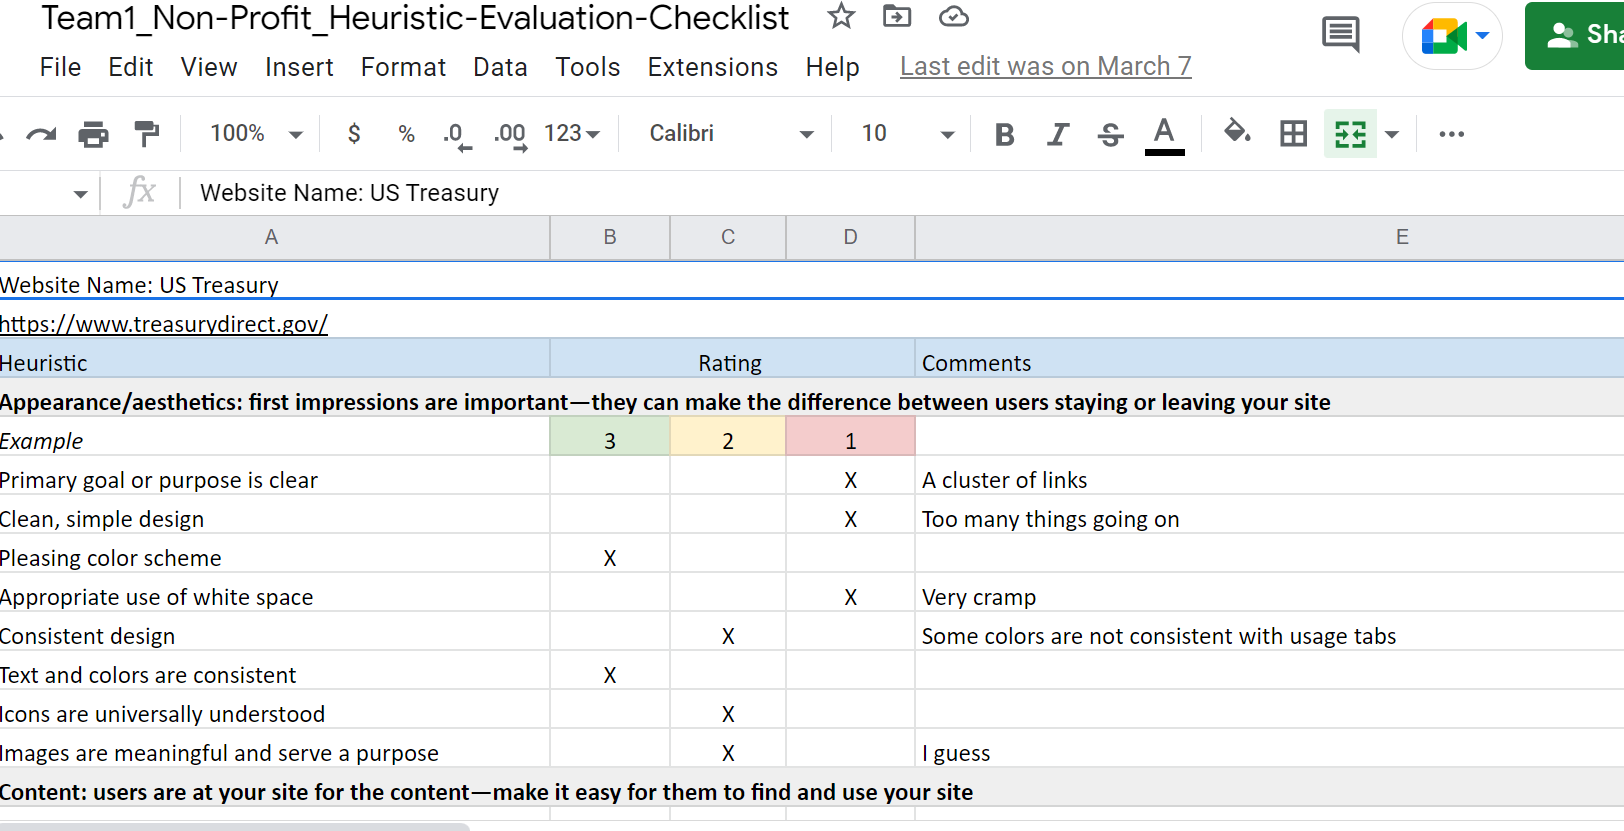 Team1_Non-Profit_Heuristic-Evaluation-Checklist
File Edit View Insert Format Data Tools Extensions Help Last edit was on March 7
100% $ % .0 .00 123 Calibri 10 B I S A
fx Website Name: US Treasury
A B C D E
Website Name: US Treasury
https://www.treasurydirect.gov/
Heuristic Rating Comments
Appearance/aesthetics: first impressions are important—they can make the difference between users staying or leaving your site
Example 3 2 1
Primary goal or purpose is clear X A cluster of links
Clean, simple design X Too many things going on
Pleasing color scheme X
Appropriate use of white space X Very cramp
Consistent design X Some colors are not consistent with usage tabs
Text and colors are consistent X
Icons are universally understood X
Images are meaningful and serve a purpose X I guess
Content: users are at your site for the content—make it easy for them to find and use your site